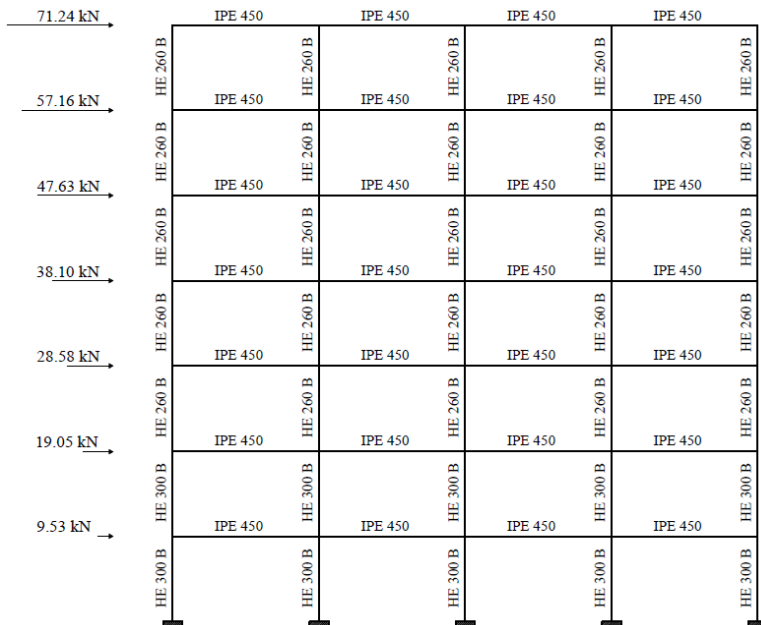 71.24 kN
IPE 450 IPE 450 IPE 450 IPE 450
HE 260 B HE 260 B HE 260 B HE 260 B HE 260 B
57.16 kN
IPE 450 IPE 450 IPE 450 IPE 450
HE 260 B HE 260 B HE 260 B HE 260 B HE 260 B
47.63 kN
IPE 450 IPE 450 IPE 450 IPE 450
HE 260 B HE 260 B HE 260 B HE 260 B HE 260 B
38.10 kN
IPE 450 IPE 450 IPE 450 IPE 450
HE 260 B HE 260 B HE 260 B HE 260 B HE 260 B
28.58 kN
IPE 450 IPE 450 IPE 450 IPE 450
HE 260 B HE 260 B HE 260 B HE 260 B HE 260 B
19.05 kN
IPE 450 IPE 450 IPE 450 IPE 450
HE 300 B HE 300 B HE 300 B HE 300 B HE 300 B
9.53 kN
IPE 450 IPE 450 IPE 450 IPE 450
HE 300 B HE 300 B HE 300 B HE 300 B HE 300 B